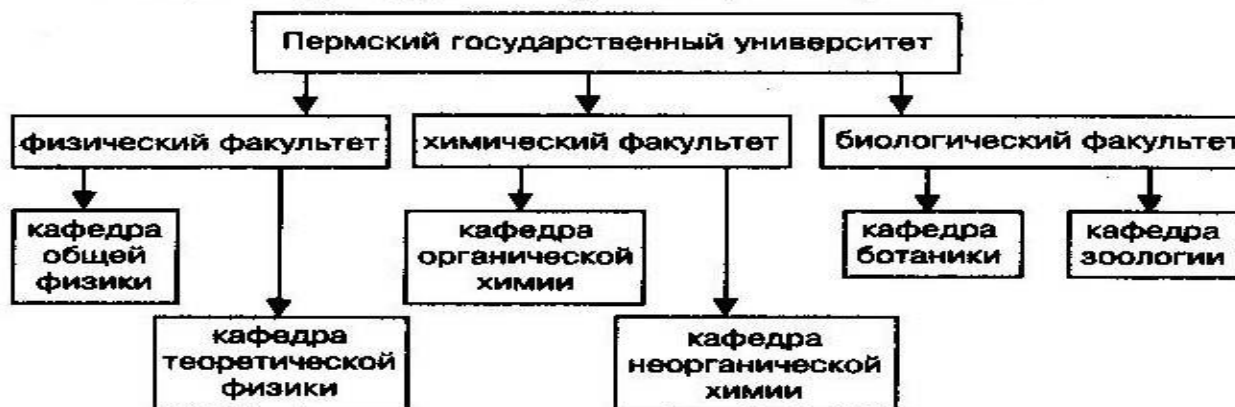 Пермский государственный университет
физический факультет
химический факультет
биологический факультет
кафедра
общей
физики
кафедра
теоретической
физики
кафедра
органической
химии
кафедра
неорганической
химии
кафедра
ботаники
кафедра
зоологии